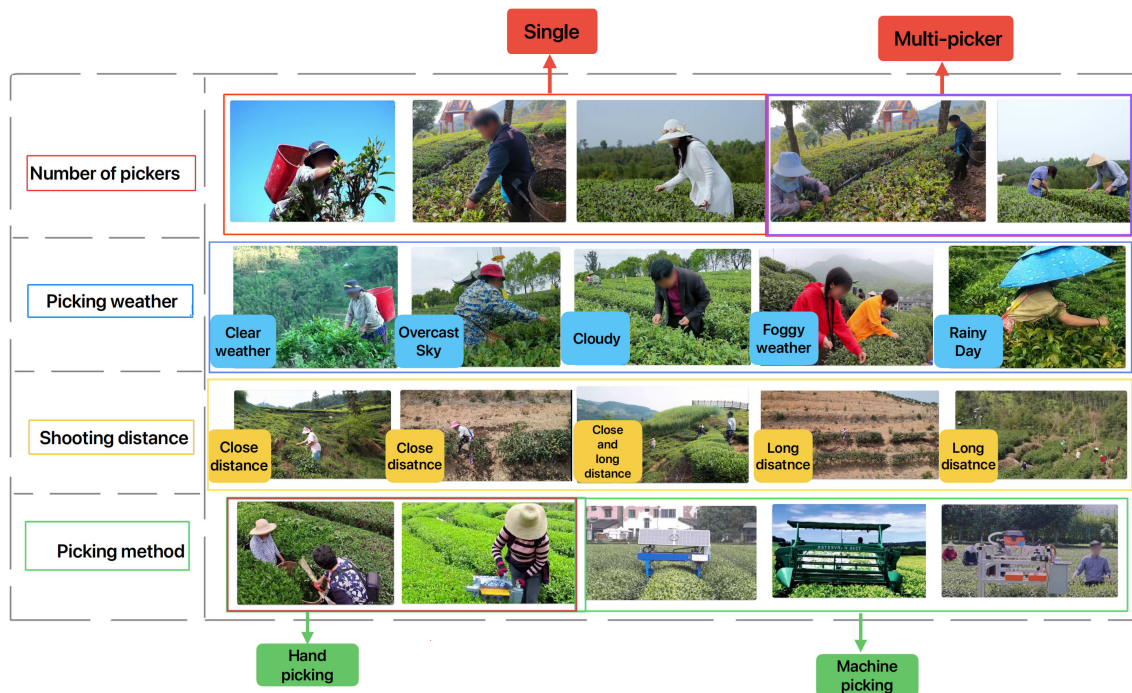 Single
Multi-picker
Number of pickers
Picking weather
Clear
weather
Overcast
Sky
Cloudy
Foggy
weather
Rainy
Day
Shooting distance
Close
distance
Close
disatnce
Close
and
long
distance
Long
disatnce
Long
disatnce
Picking method
Hand
picking
Machine
picking